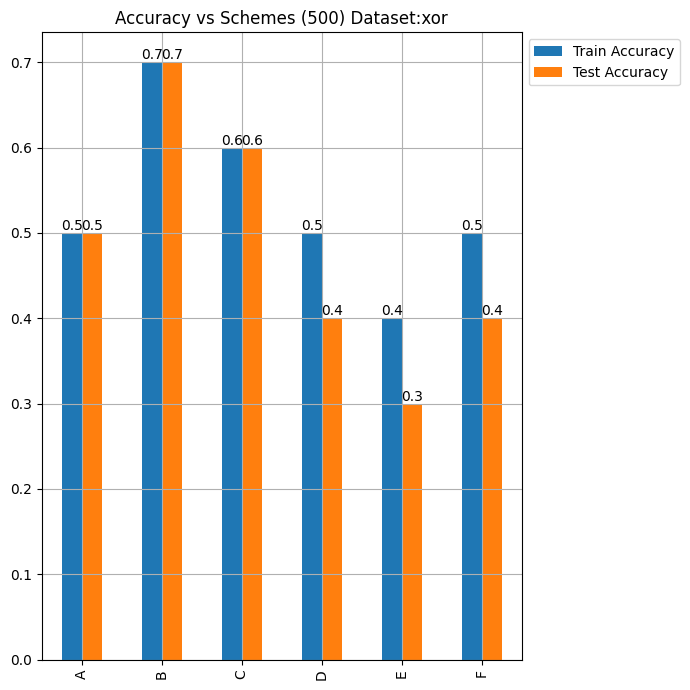 Accuracy vs Schemes (500) Dataset:xor
Train Accuracy
Test Accuracy
0.7
0.6
0.5
0.4
0.3
0.2
0.1
0.0
0.5 0.5
0.7 0.7
0.6 0.6
0.5 0.4
0.4 0.3
0.5 0.4
A
B
C
D
E
F